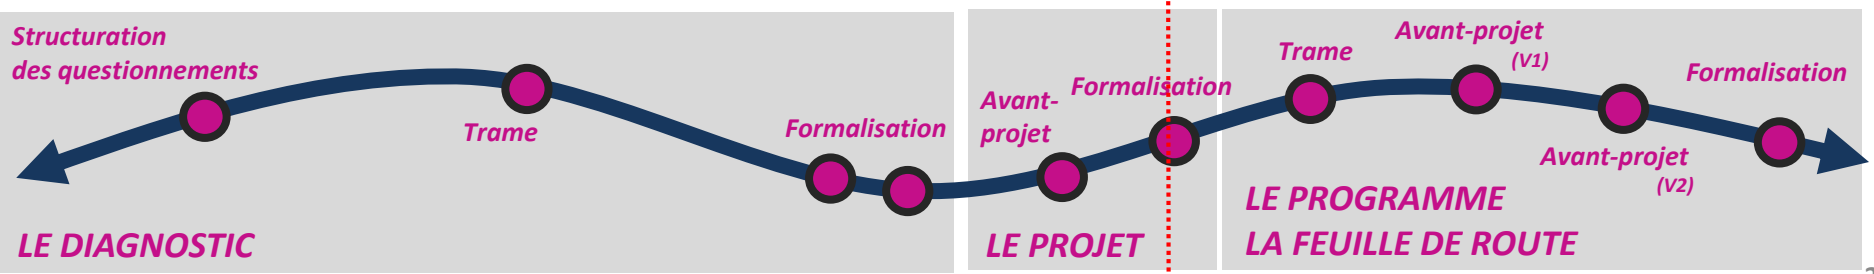 Structuration
des questionnements
Trame
Formalisation
LE DIAGNOSTIC
Avant-
projet
Formalisation
LE PROJET
Trame
Avant-projet
(V1)
Avant-projet
(V2)
Formalisation
LE PROGRAMME
LA FEUILLE DE ROUTE